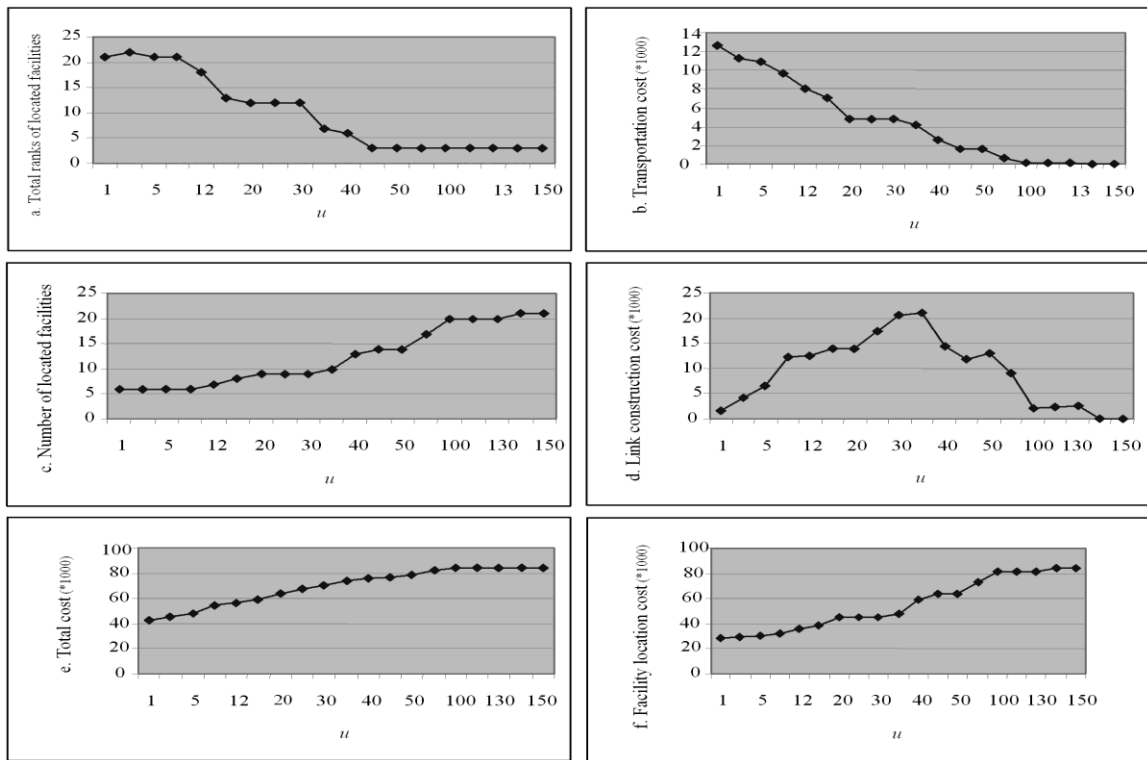 a. Total ranks of located facilities
25
20
15
10
5
0
1 5 12 20 30 40 50 100 13 150
u
b. Transportation cost (*1000)
14
12
10
8
6
4
2
0
1 5 12 20 30 40 50 100 13 150
u
c. Number of located facilities
25
20
15
10
5
0
1 5 12 20 30 40 50 100 130 150
u
d. Link construction cost (*1000)
25
20
15
10
5
0
1 5 12 20 30 40 50 100 130 150
u
e. Total cost (*1000)
100
80
60
40
20
0
1 5 12 20 30 40 50 100 130 150
u
f. Facility location cost (*1000)
100
80
60
40
20
0
1 5 12 20 30 40 50 100 130 150
u